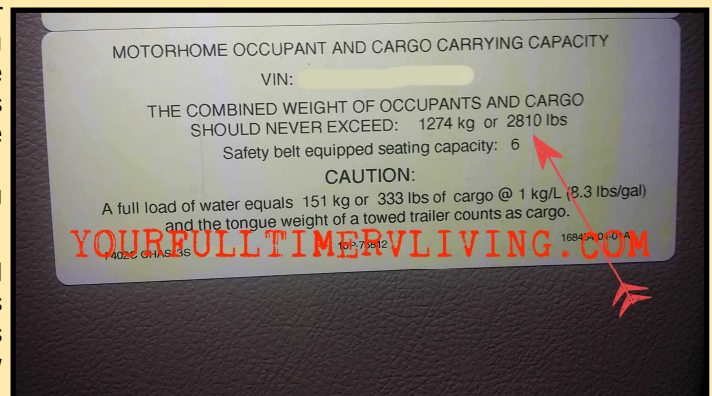 MOTORHOME OCCUPANT AND CARGO CARRYING CAPACITY
VIN:
THE COMBINED WEIGHT OF OCCUPANTS AND CARGO
SHOULD NEVER EXCEED: 1274 kg or 2810 lbs
Safety belt equipped seating capacity: 6
CAUTION:
A full load of water equals 151 kg or 333 lbs of cargo @ 1 kg/L (8.3 lbs/gal)
and the tongue weight of a towed trailer counts as cargo.
YOURFULLTIMERVLIVING.COM